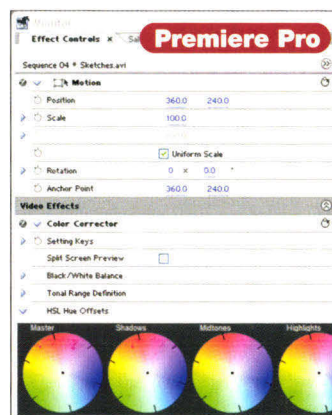 Monitor
Effect Controls × Sa
Premiere Pro
Sequence 04 * Sketches.avi
Motion
Position 360.0 240.0
Scale 100.0
Uniform Scale
Rotation 0 x 0.0 °
Anchor Point 360.0 240.0
Video Effects
Color Corrector
Setting Keys
Split Screen Preview
Black/White Balance
Tonal Range Definition
HSL Hue Offsets
Master Shadows Midtones Highlights